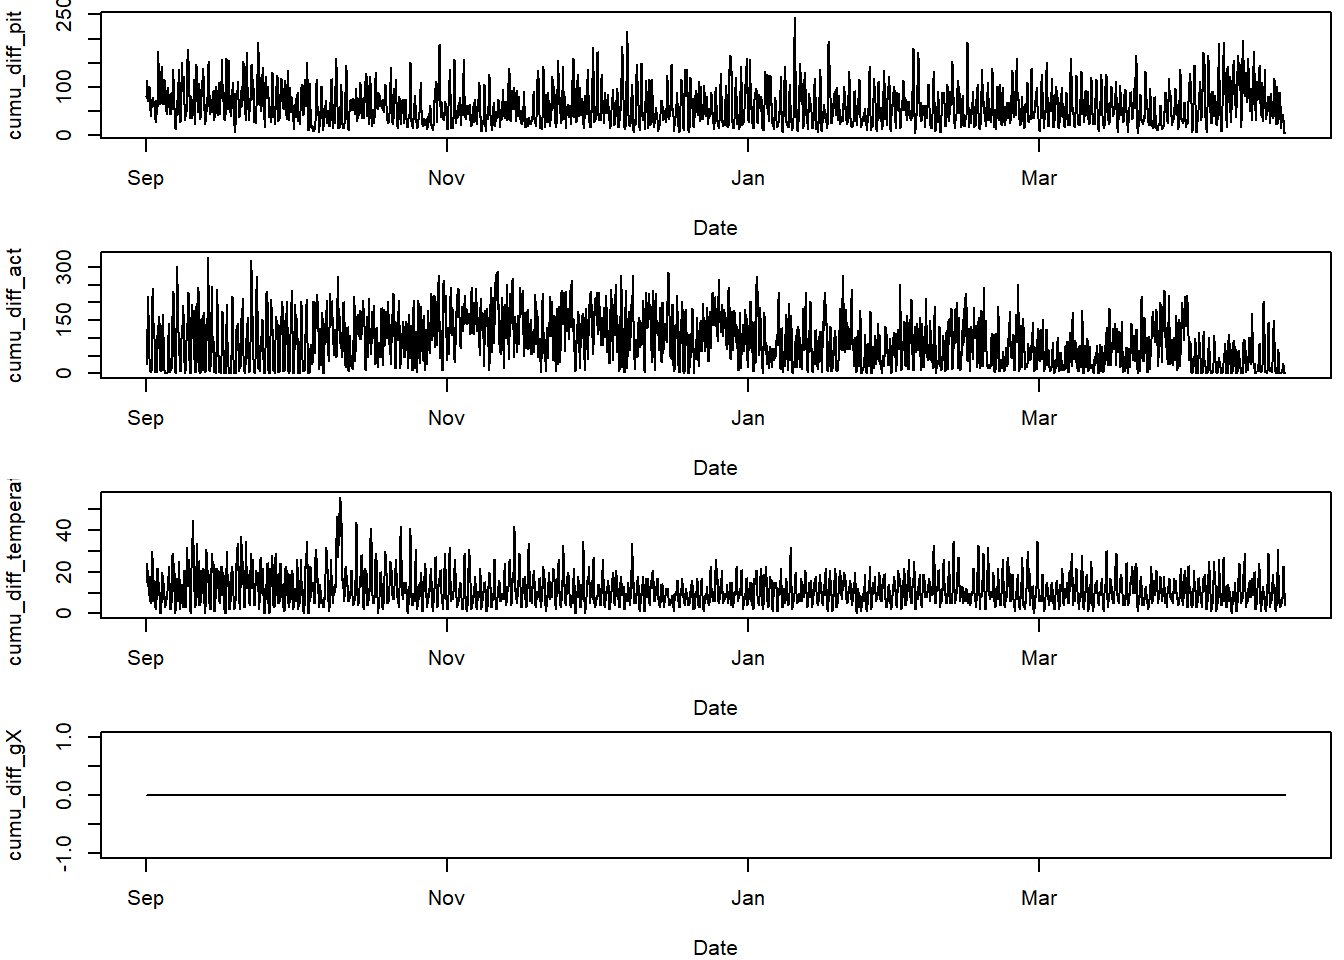 cumu_diff_pit
250
100
0
Sep Nov Jan Mar
Date
cumu_diff_act
300
150
0
Sep Nov Jan Mar
Date
cumu_diff_tempera
40
20
0
Sep Nov Jan Mar
Date
cumu_diff_gX
1.0
0.0
-1.0
Sep Nov Jan Mar
Date